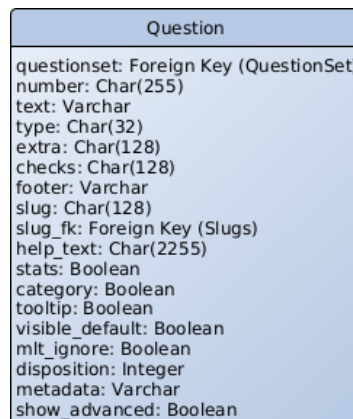 Question
questionset: Foreign Key (QuestionSet)
number: Char(255)
text: Varchar
type: Char(32)
extra: Char(128)
checks: Char(128)
footer: Varchar
slug: Char(128)
slug_fk: Foreign Key (Slugs)
help_text: Char(2255)
stats: Boolean
category: Boolean
tooltip: Boolean
visible_default: Boolean
mlt_ignore: Boolean
disposition: Integer
metadata: Varchar
show_advanced: Boolean